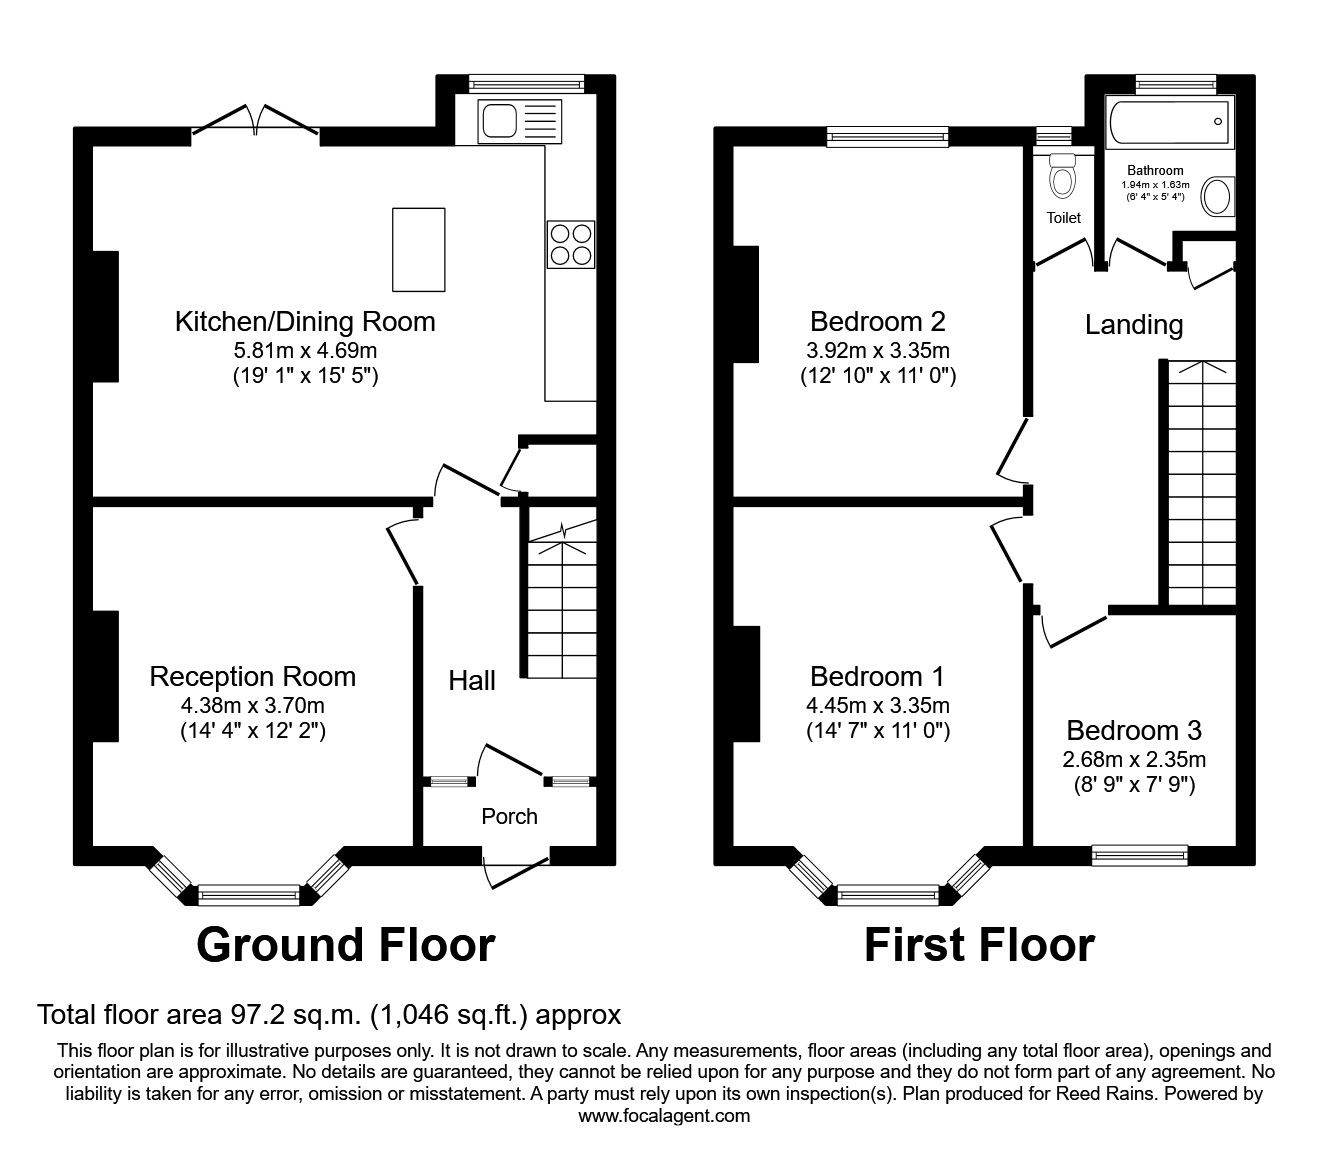 Kitchen/Dining Room
5.81m x 4.69m
(19' 1" x 15' 5")
Reception Room
4.38m x 3.70m
(14' 4" x 12' 2")
Hall
Porch
Ground Floor
Bedroom 2
3.92m x 3.35m
(12' 10" x 11' 0")
Toilet
Bathroom
1.94m x 1.63m
(6' 4" x 5' 4")
Landing
Bedroom 1
4.45m x 3.35m
(14' 7" x 11' 0")
Bedroom 3
2.68m x 2.35m
(8' 9" x 7' 9")
First Floor
Total floor area 97.2 sq.m. (1,046 sq.ft.) approx
This floor plan is for illustrative purposes only. It is not drawn to scale. Any measurements, floor areas (including any total floor area), openings and
orientation are approximate. No details are guaranteed, they cannot be relied upon for any purpose and they do not form part of any agreement. No
liability is taken for any error, omission or misstatement. A party must rely upon its own inspection(s). Plan produced for Reed Rains. Powered by
www.focalagent.com